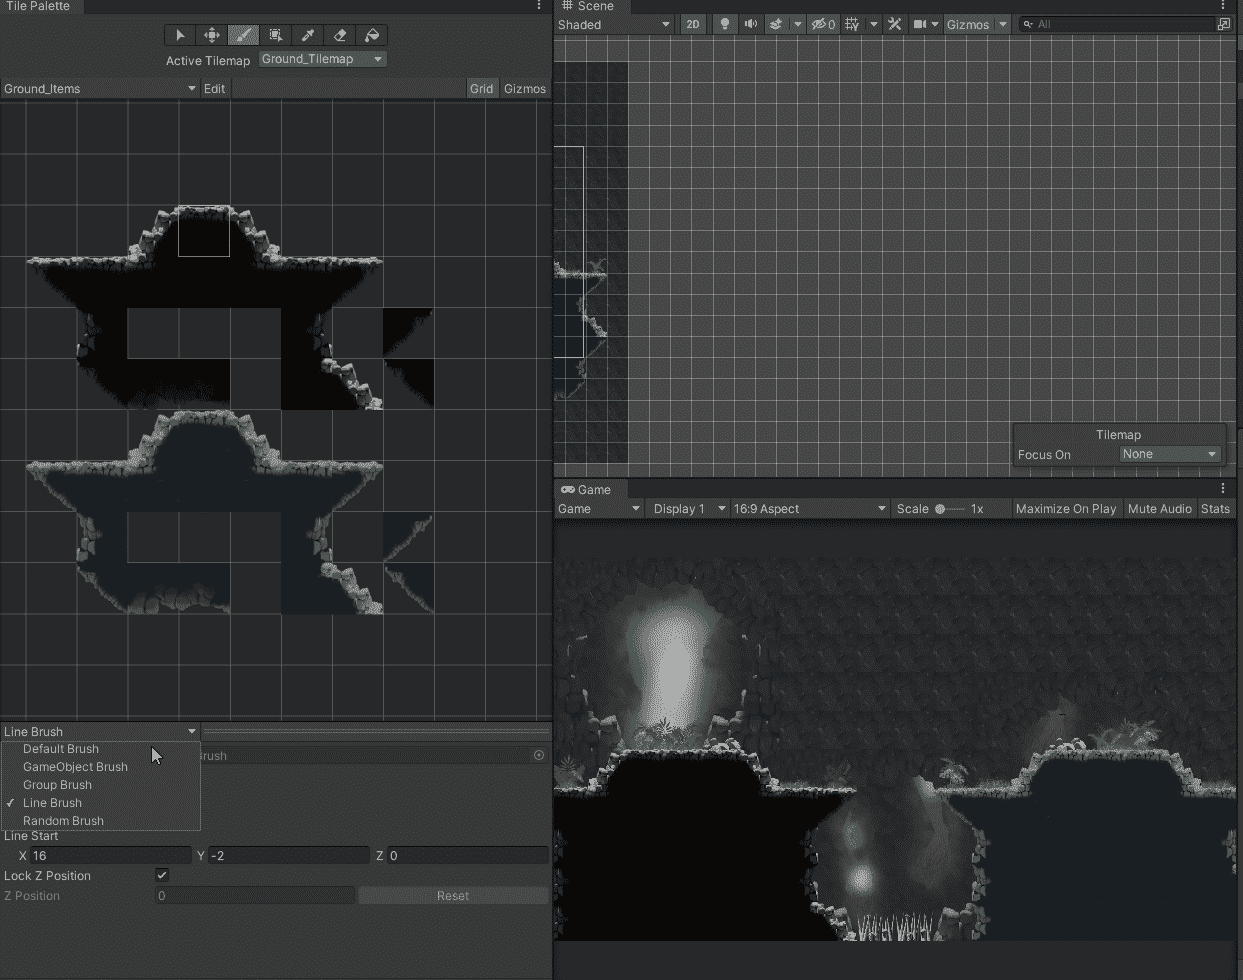 Tile Palette
Active Tilemap Ground_Tilemap
Ground_Items Edit Grid Gizmos
Line Brush
Default Brush
GameObject Brush
Group Brush
✓ Line Brush
Random Brush
Line Start
X 16 Y -2 Z 0
Lock Z Position ✓
Z Position 0 Reset
Scene
Shaded 2D 0 Gizmos All
Tilemap
Focus On None
Game
Game Display 1 16:9 Aspect Scale 1x Maximize On Play Mute Audio Stats